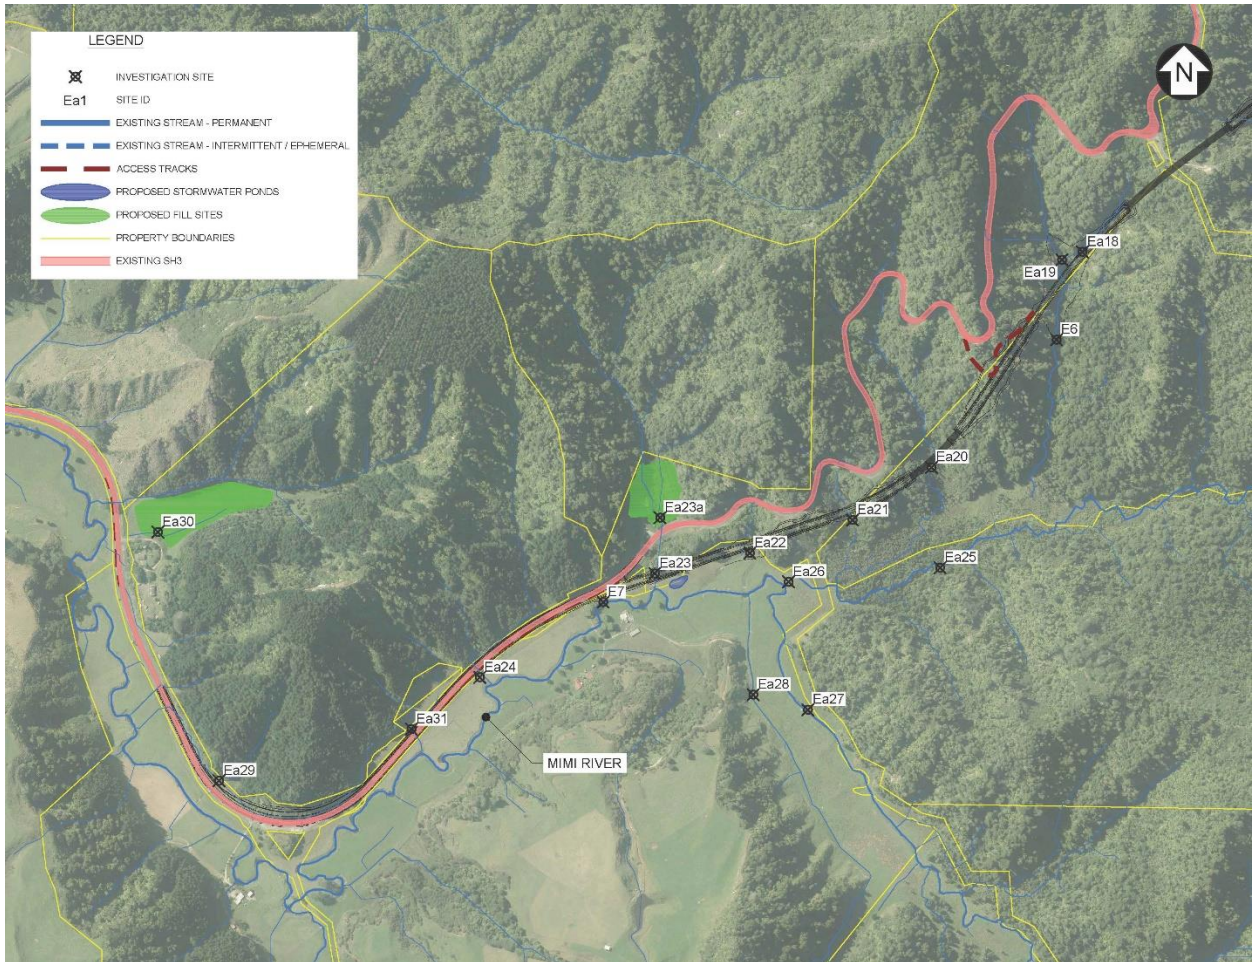 LEGEND
INVESTIGATION SITE
Ea1 SITE ID
EXISTING STREAM - PERMANENT
EXISTING STREAM - INTERMITTENT / EPHEMERAL
ACCESS TRACKS
PROPOSED STORMWATER PONDS
PROPOSED FILL SITES
PROPERTY BOUNDARIES
EXISTING SH3
N
Ea18
Ea19
E6
Ea20
Ea23a
Ea21
Ea30
Ea22
Ea25
Ea23
Ea26
E7
Ea24
Ea28
Ea27
Ea31
MIMI RIVER
Ea29